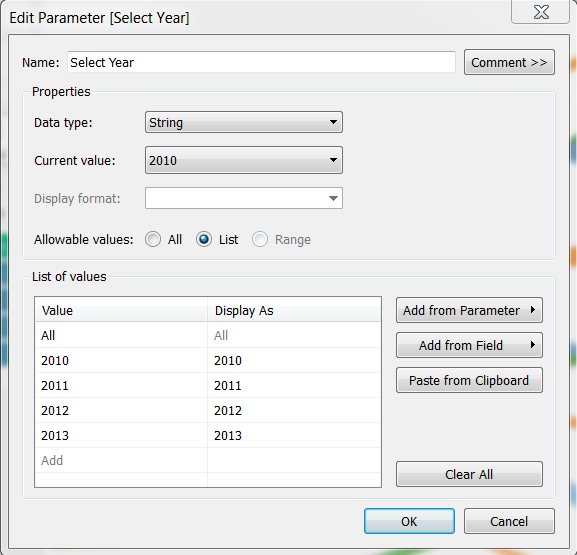 Edit Parameter [Select Year]
Name: Select Year Comment >>
Properties
Data type: String
Current value: 2010
Display format:
Allowable values: All List Range
List of values
Value Display As
All All
2010 2010
2011 2011
2012 2012
2013 2013
Add
Add from Parameter
Add from Field
Paste from Clipboard
Clear All
OK Cancel